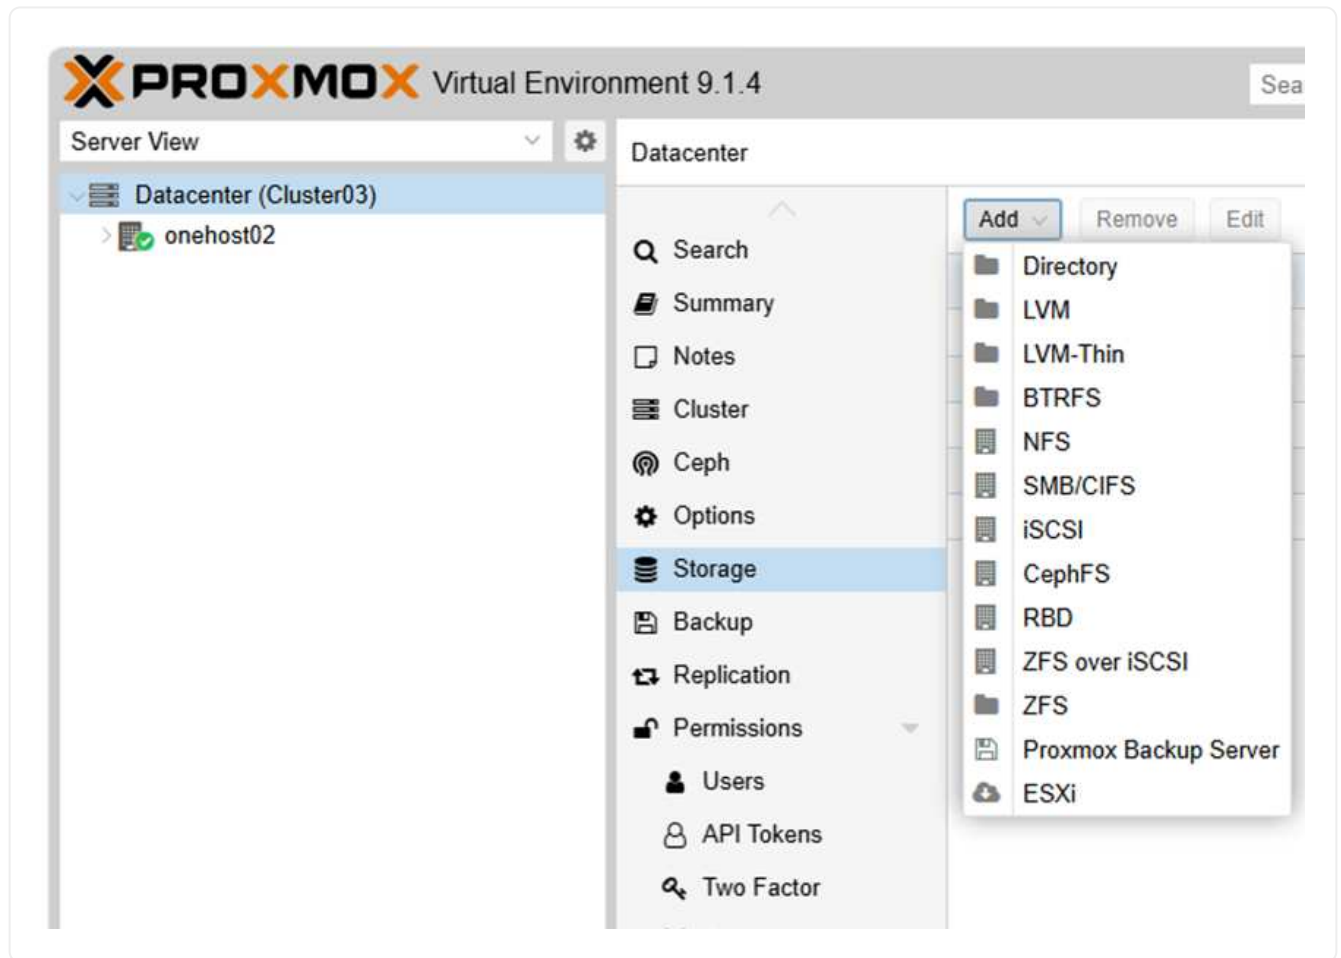 PROXMOX Virtual Environment 9.1.4
Sea
Server View
Datacenter (Cluster03)
onehost02
Datacenter
Search
Summary
Notes
Cluster
Ceph
Options
Storage
Backup
Replication
Permissions
Users
API Tokens
Two Factor
Add
Remove
Edit
Directory
LVM
LVM-Thin
BTRFS
NFS
SMB/CIFS
iSCSI
CephFS
RBD
ZFS over iSCSI
ZFS
Proxmox Backup Server
ESXi